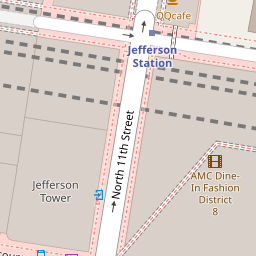 QQcafe
Jefferson
Station
North 11th Street
AMC Dine-
In Fashion
District
8
Jefferson
Tower